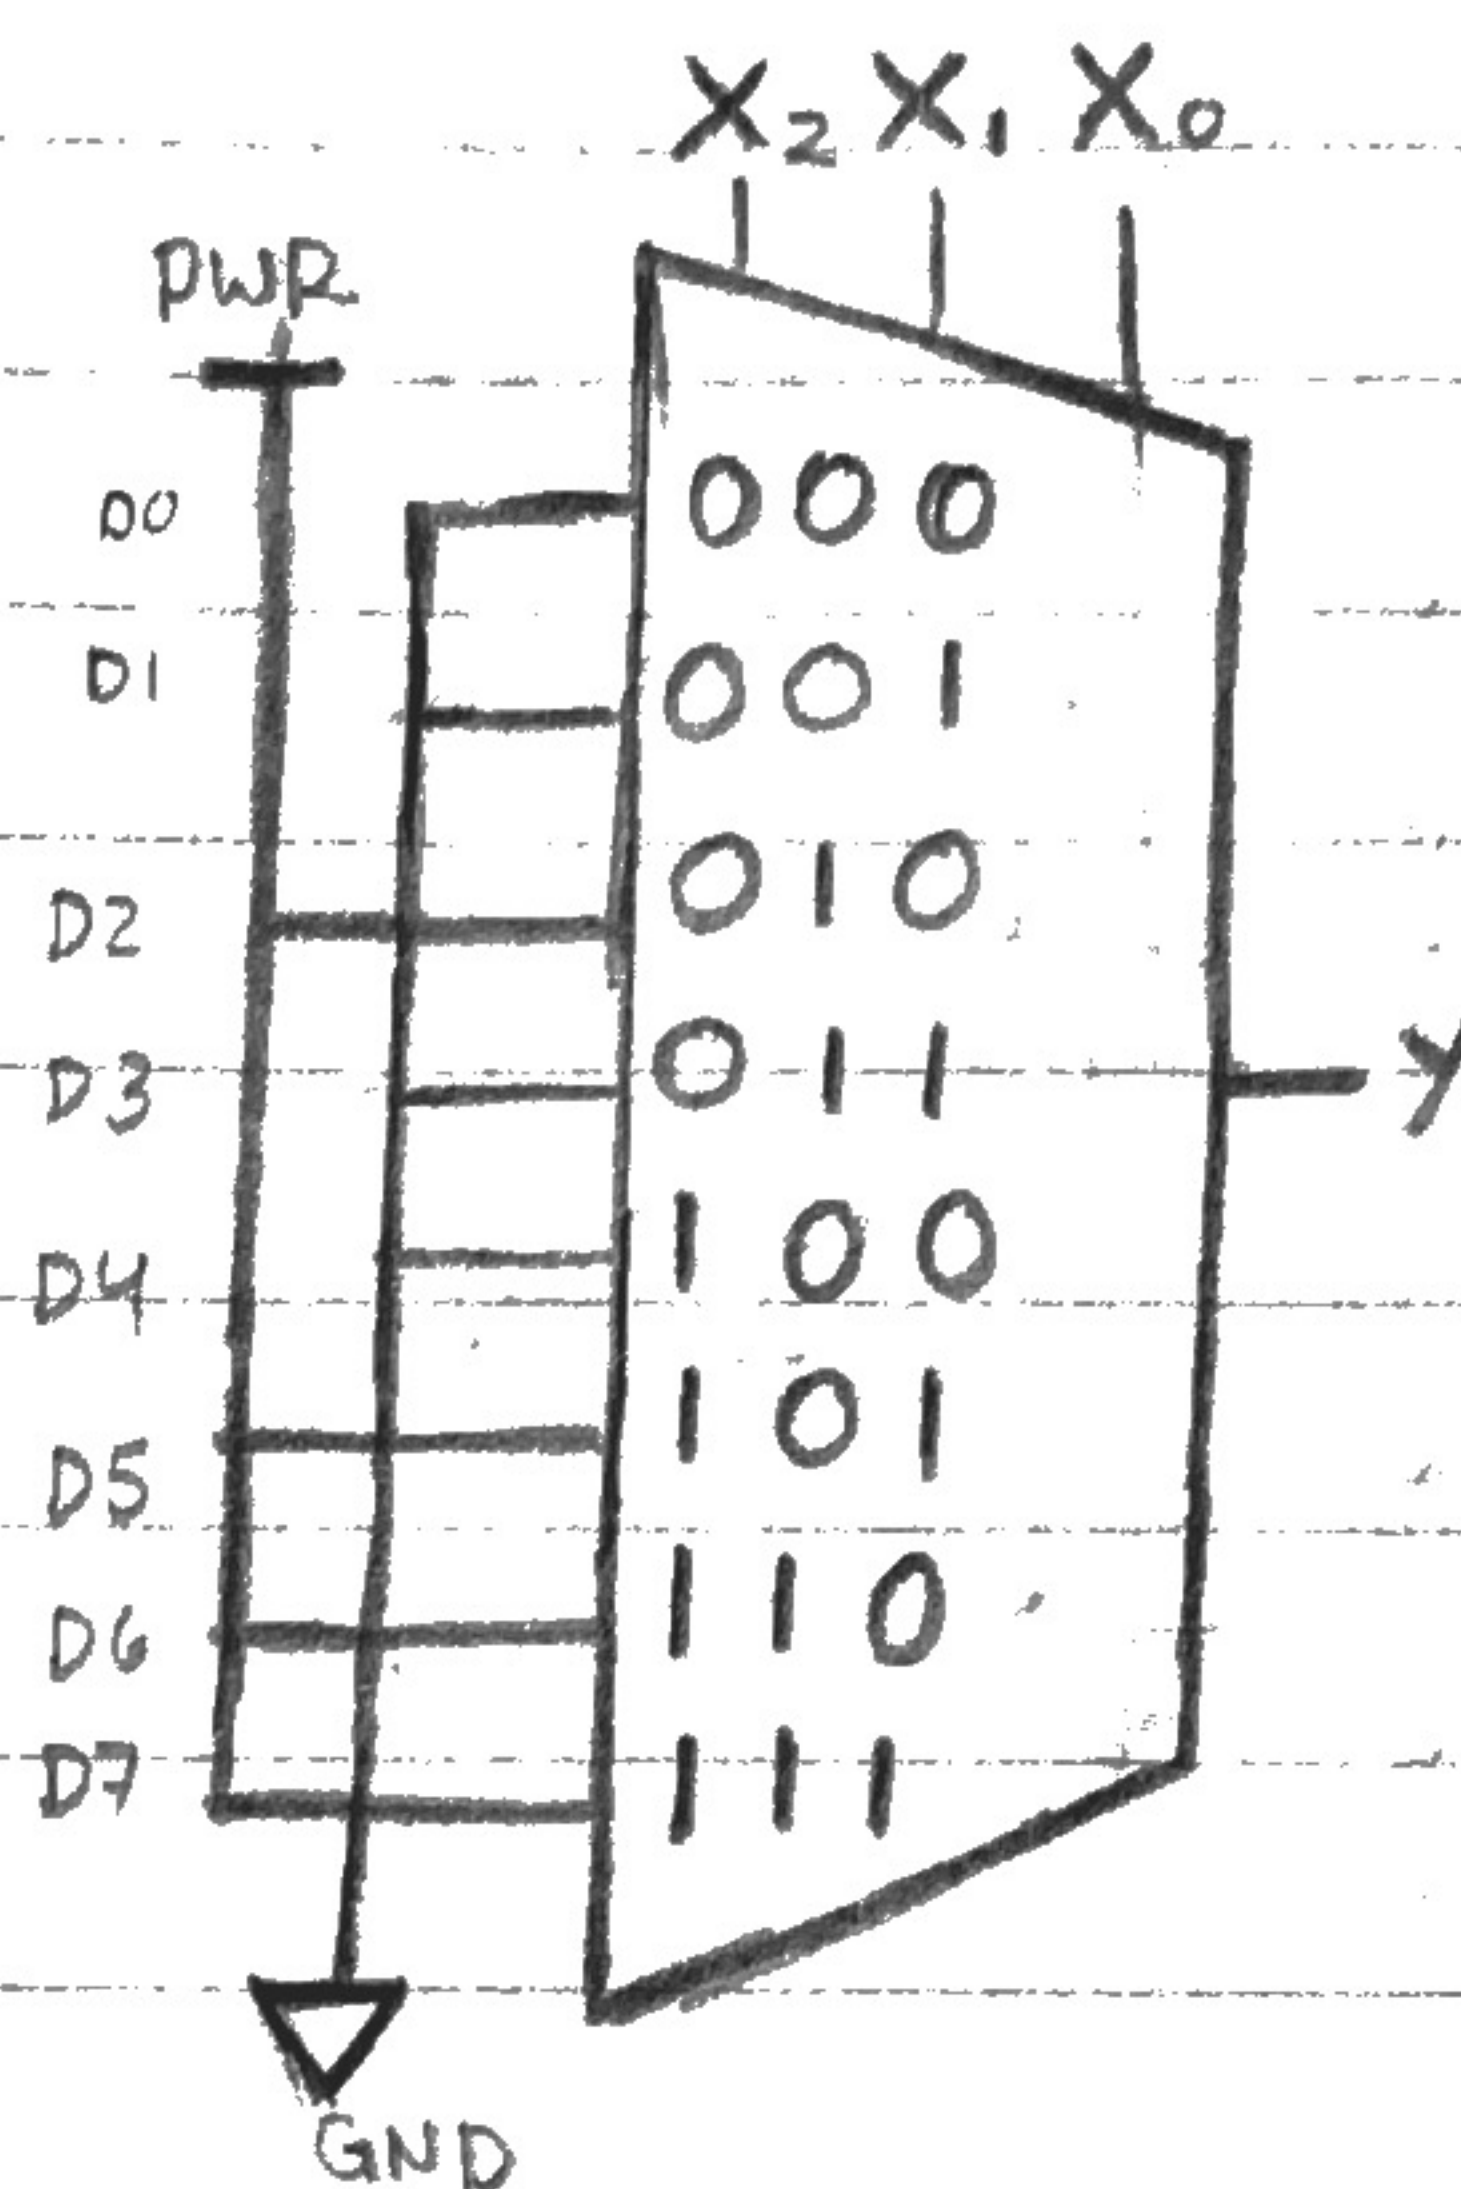 X₂ X₁ X₀
PWR
D0 000
D1 001
D2 010
D3 011
Y
D4 100
D5 101
D6 110
D7 111
GND